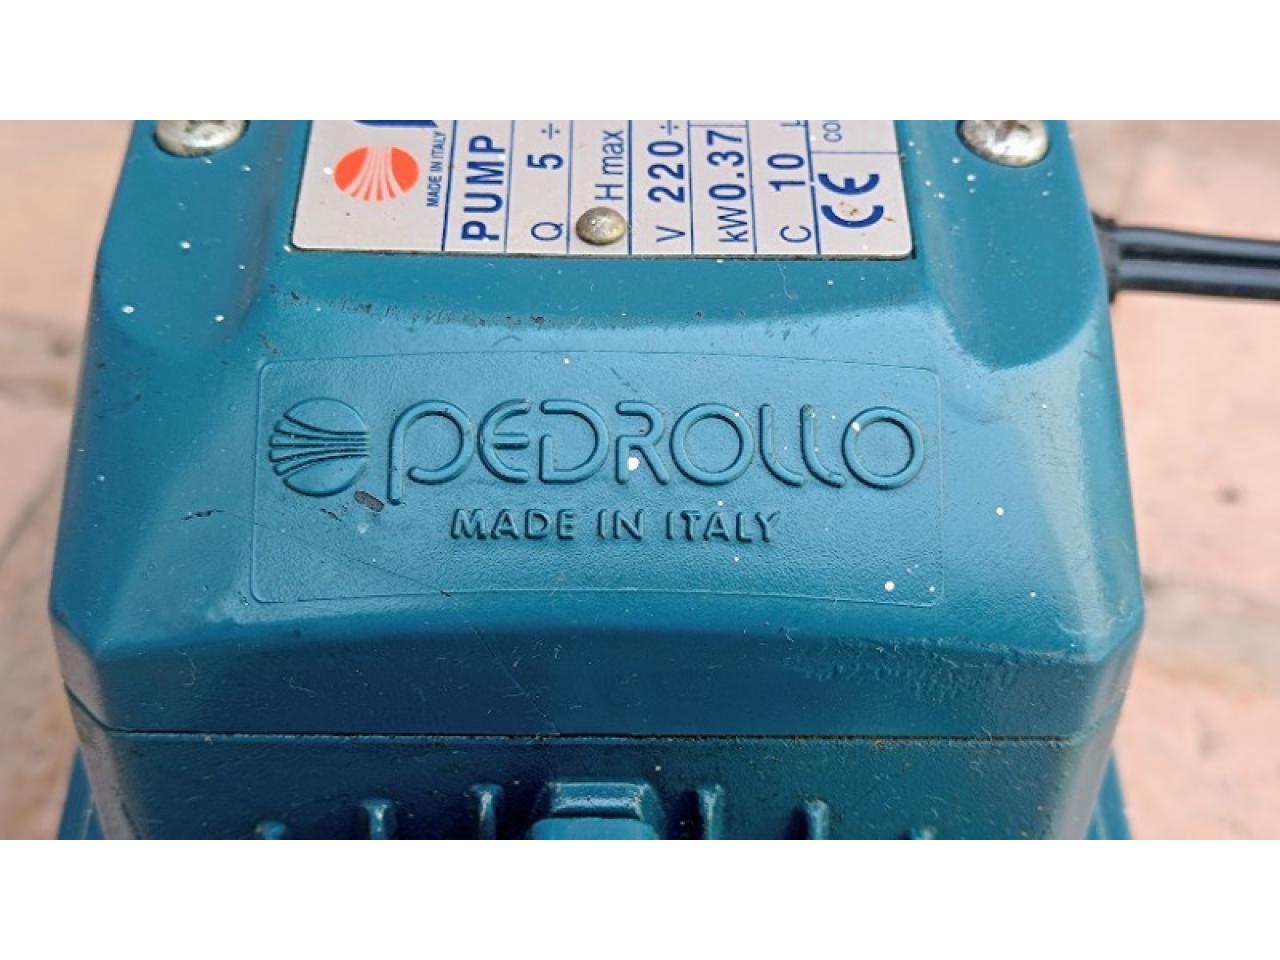 MADE IN ITALY
PUMP
Q 5 ÷
H max
V 220 ÷
kW 0.37
C 10
CE
PEDROLLO
MADE IN ITALY